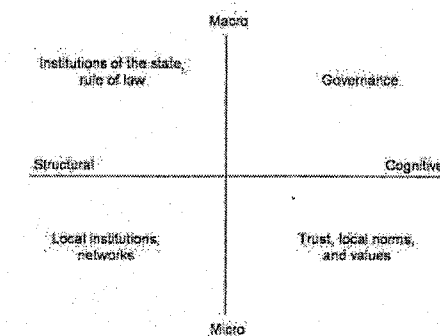 Macro
Institutions of the state,
rule of law
Governance
Structural
Cognitive
Local institutions,
networks
Trust, local norms,
and values
Micro